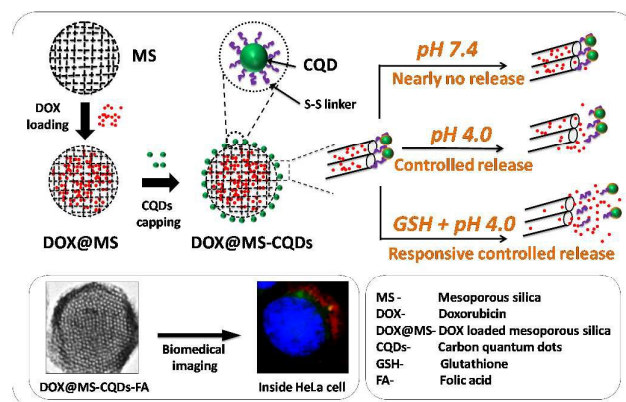 MS
DOX
loading
DOX@MS
CQDs
capping
CQD
S-S linker
DOX@MS-CQDs
pH 7.4
Nearly no release
pH 4.0
Controlled release
GSH + pH 4.0
Responsive controlled release
DOX@MS-CQDs-FA
Biomedical
imaging
Inside HeLa cell
MS - Mesoporous silica
DOX- Doxorubicin
DOX@MS- DOX loaded mesoporous silica
CQDs- Carbon quantum dots
GSH- Glutathione
FA- Folic acid